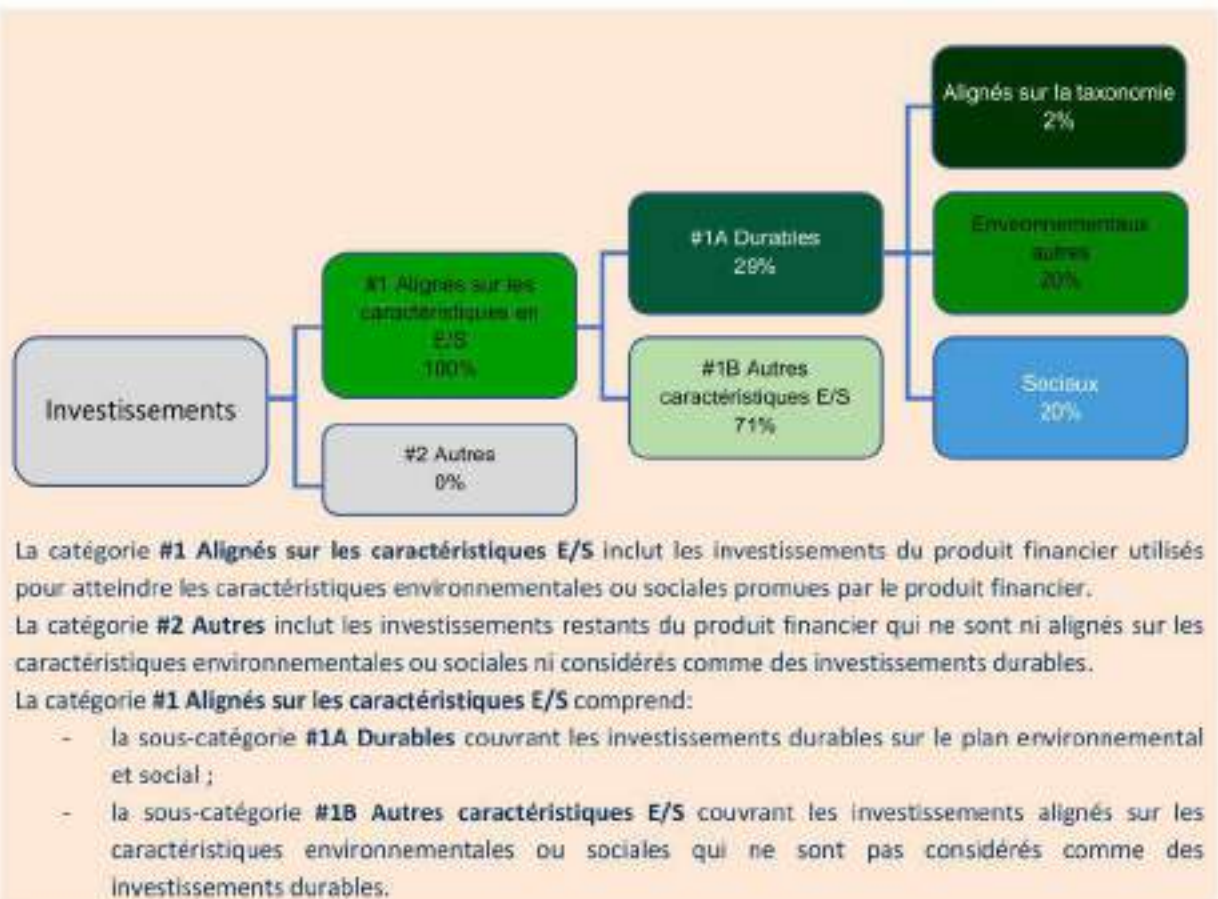 Alignés sur la taxonomie
2%
#1A Durables
29%
Environnementaux
autres
20%
#1 Alignés sur les
caractéristiques en
E/S
100%
#1B Autres
caractéristiques E/S
71%
Sociaux
20%
Investissements
#2 Autres
0%
La catégorie #1 Alignés sur les caractéristiques E/S inclut les investissements du produit financier utilisés
pour atteindre les caractéristiques environnementales ou sociales promues par le produit financier.
La catégorie #2 Autres inclut les investissements restants du produit financier qui ne sont ni alignés sur les
caractéristiques environnementales ou sociales ni considérés comme des investissements durables.
La catégorie #1 Alignés sur les caractéristiques E/S comprend:
- la sous-catégorie #1A Durables couvrant les investissements durables sur le plan environnemental
et social ;
- la sous-catégorie #1B Autres caractéristiques E/S couvrant les investissements alignés sur les
caractéristiques environnementales ou sociales qui ne sont pas considérés comme des
investissements durables.